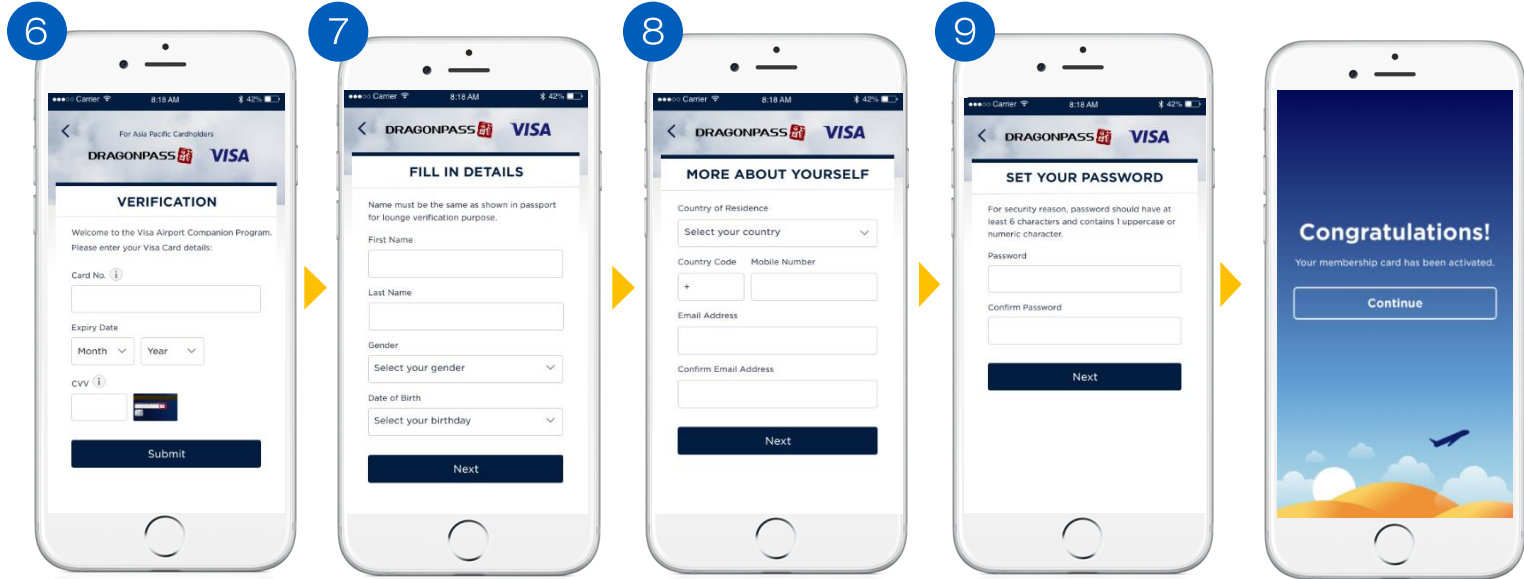 6
Carrier 8:18 AM 42%
For Asia Pacific Cardholders
DRAGONPASS VISA
VERIFICATION
Welcome to the Visa Airport Companion Program.
Please enter your Visa Card details:
Card No. i
Expiry Date
Month Year
CVV i
Submit
7
Carrier 8:18 AM 42%
DRAGONPASS VISA
FILL IN DETAILS
Name must be the same as shown in passport
for lounge verification purpose.
First Name
Last Name
Gender
Select your gender
Date of Birth
Select your birthday
Next
8
Carrier 8:18 AM 42%
DRAGONPASS VISA
MORE ABOUT YOURSELF
Country of Residence
Select your country
Country Code Mobile Number
+
Email Address
Confirm Email Address
Next
9
Carrier 8:18 AM 42%
DRAGONPASS VISA
SET YOUR PASSWORD
For security reason, password should have at
least 6 characters and contains 1 uppercase or
numeric character.
Password
Confirm Password
Next
Congratulations!
Your membership card has been activated.
Continue